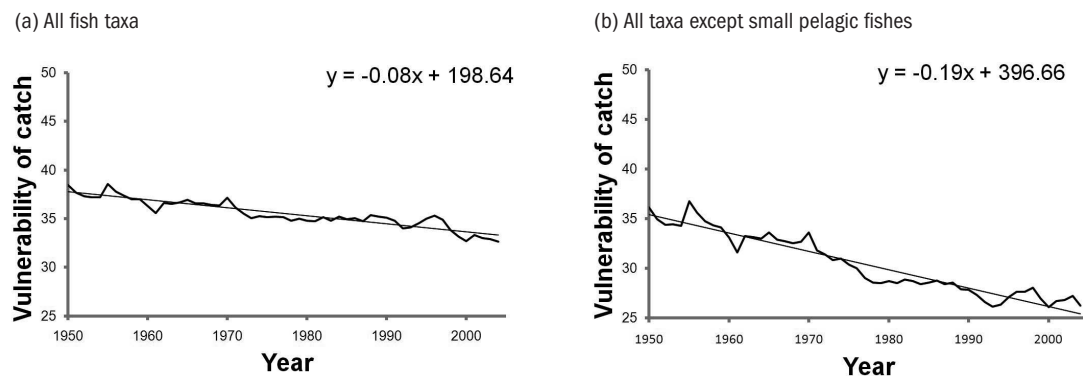 (a) All fish taxa
y = -0.08x + 198.64
Vulnerability of catch
50
45
40
35
30
25
1950 1960 1970 1980 1990 2000
Year
(b) All taxa except small pelagic fishes
y = -0.19x + 396.66
Vulnerability of catch
50
45
40
35
30
25
1950 1960 1970 1980 1990 2000
Year